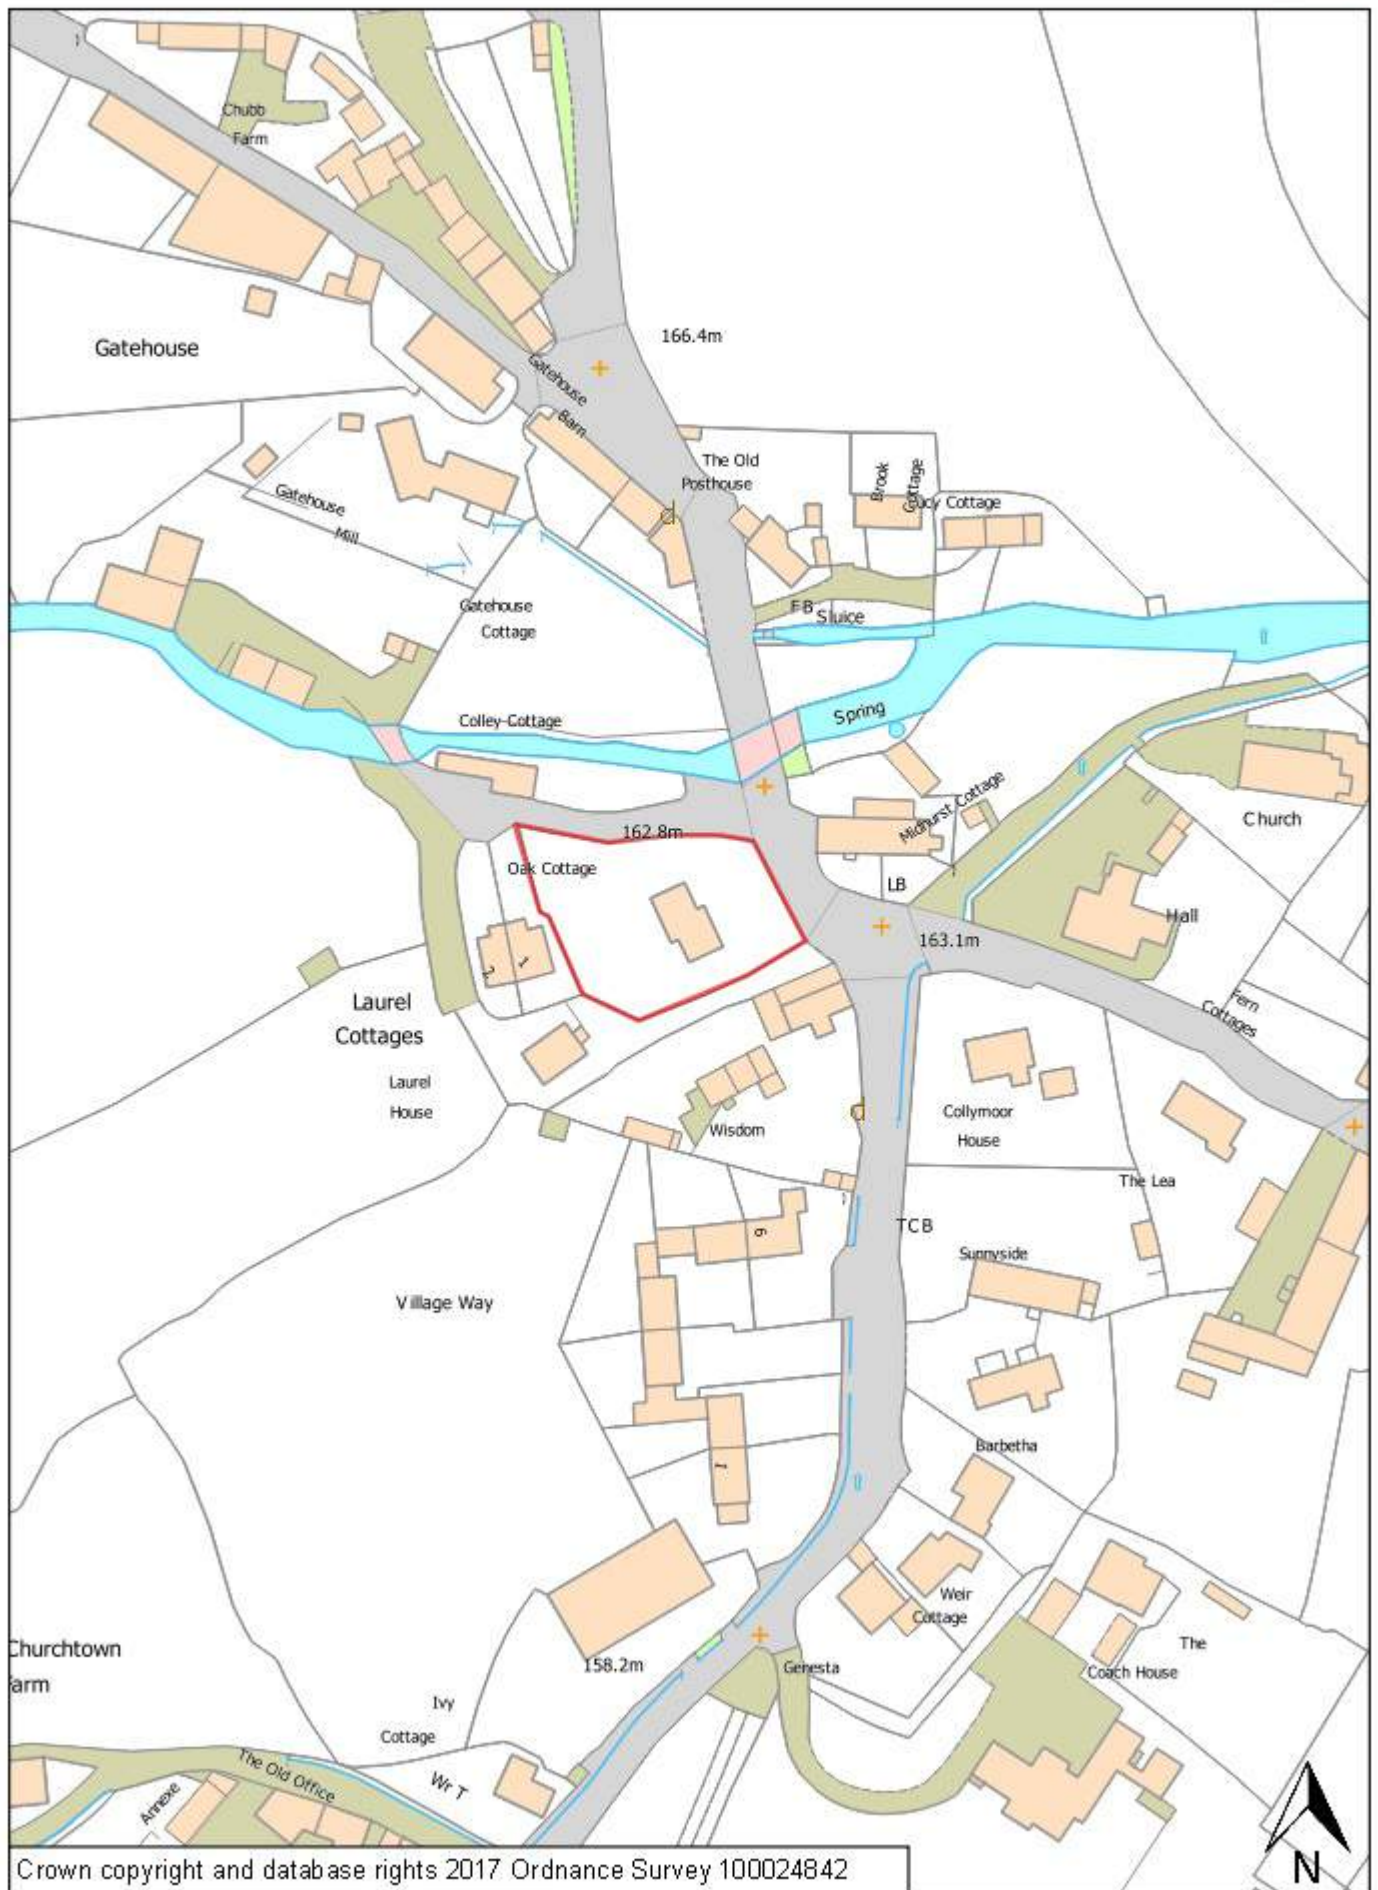 Chubb
Farm
166.4m
Gatehouse
Gatehouse
Barn
The Old
Posthouse
Brook
Cottage
Lucy Cottage
Gatehouse
Mill
d
Gatehouse
Cottage
FB
Sluice
Colley-Cottage
Spring
Midhurst Cottage
Church
162.8m
Oak Cottage
LB
Hall
163.1m
2
1
Laurel
Cottages
Fern
Cottages
Laurel
House
d
Collymoor
House
Wisdom
The Lea
TCB
6
Sunnyside
Village Way
Barbetha
1
Weir
Cottage
The
Coach House
Churchtown
Farm
158.2m
Genesta
Ivy
Cottage
The Old Office
Wr T
Annexe
N
Crown copyright and database rights 2017 Ordnance Survey 100024842